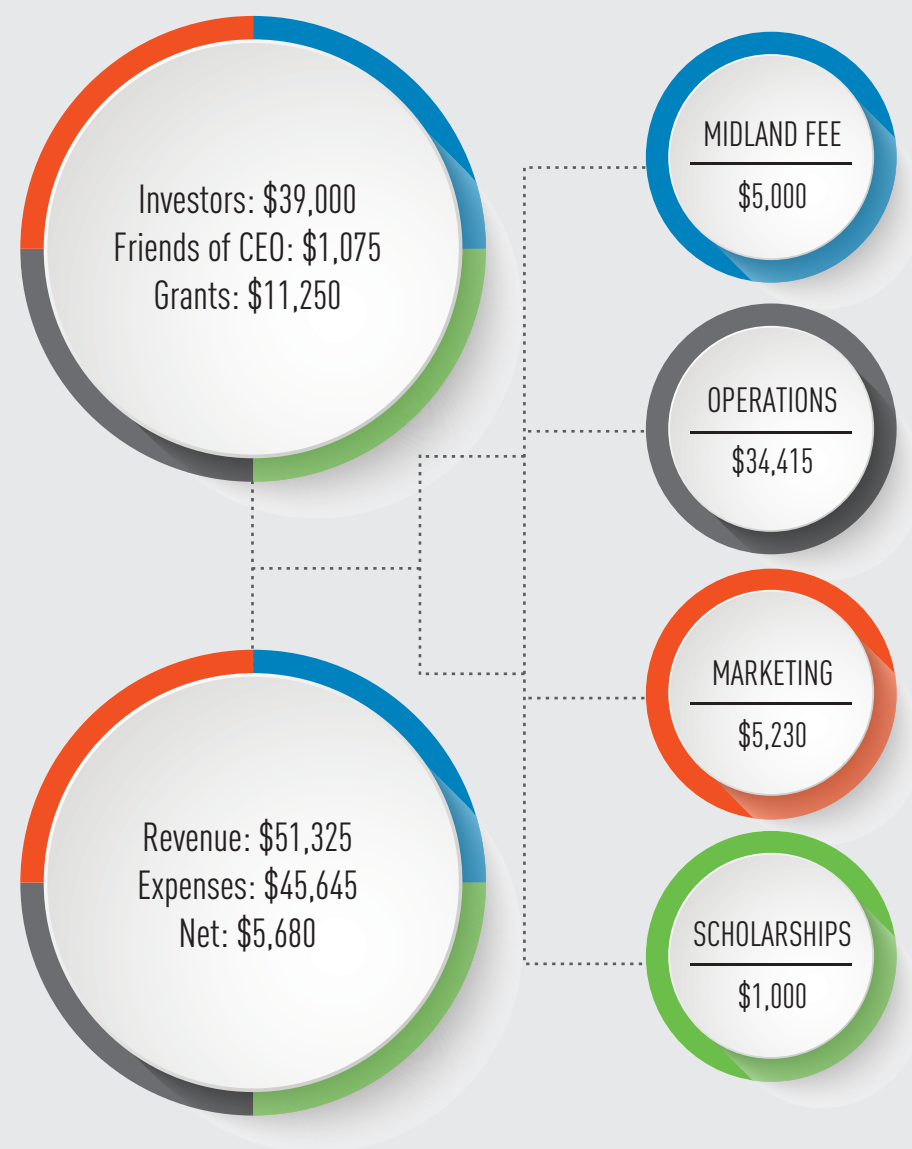 Investors: $39,000
Friends of CEO: $1,075
Grants: $11,250
Revenue: $51,325
Expenses: $45,645
Net: $5,680
MIDLAND FEE
$5,000
OPERATIONS
$34,415
MARKETING
$5,230
SCHOLARSHIPS
$1,000